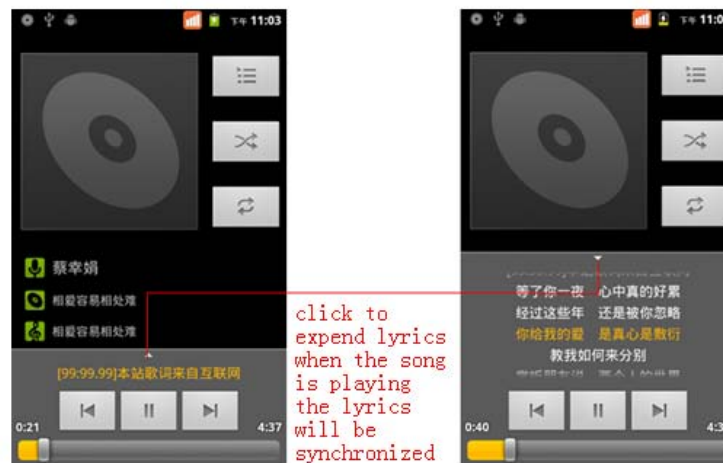 下午 11:03
蔡幸娟
相爱容易相处难
相爱容易相处难
[99:99.99]本站歌词来自互联网
0:21
4:37
click to
expend lyrics
when the song
is playing
the lyrics
will be
synchronized
下午 11:0
等了你一夜 心中真的好累
经过这些年 还是被你忽略
你给我的爱 是真心是敷衍
教我如何来分别
0:40
4:3